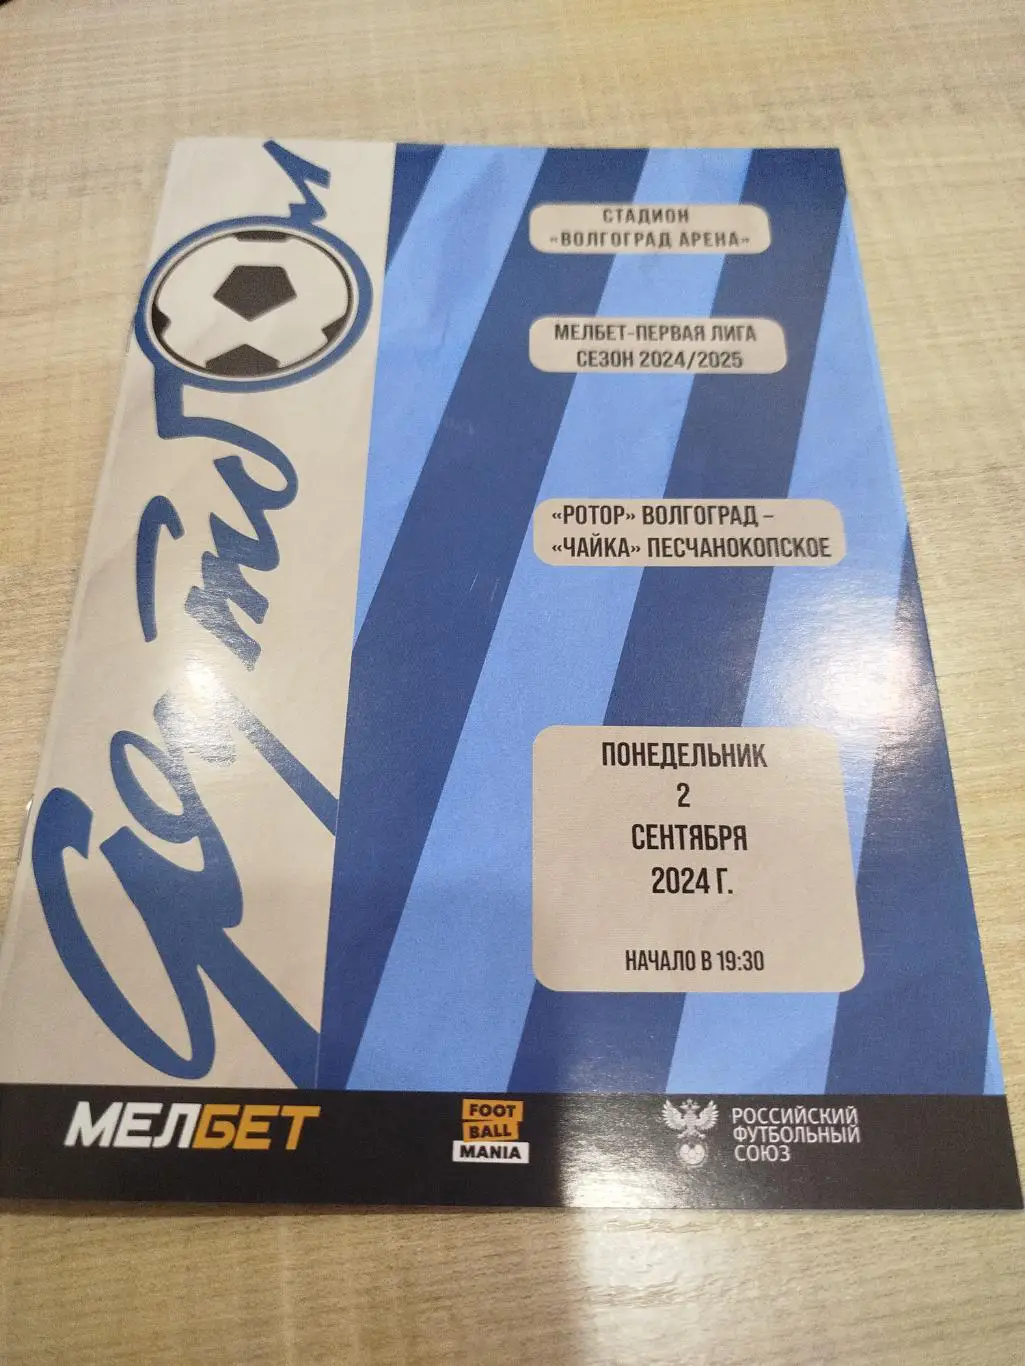 Ротор
СТАДИОН
«ВОЛГОГРАД АРЕНА»
МЕЛБЕТ-ПЕРВАЯ ЛИГА
СЕЗОН 2024/2025
«РОТОР» ВОЛГОГРАД –
«ЧАЙКА» ПЕСЧАНОКОПСКОЕ
ПОНЕДЕЛЬНИК
2
СЕНТЯБРЯ
2024 Г.
НАЧАЛО В 19:30
МЕЛБЕТ
FOOT
BALL
MANIA
РОССИЙСКИЙ
ФУТБОЛЬНЫЙ
СОЮЗ